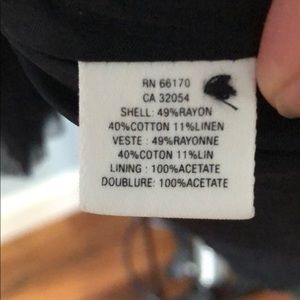 RN 66170
CA 32054
SHELL: 49%RAYON
40%COTTON 11%LINEN
VESTE : 49%RAYONNE
40%COTON 11%LIN
LINING : 100%ACETATE
DOUBLURE: 100%ACETATE